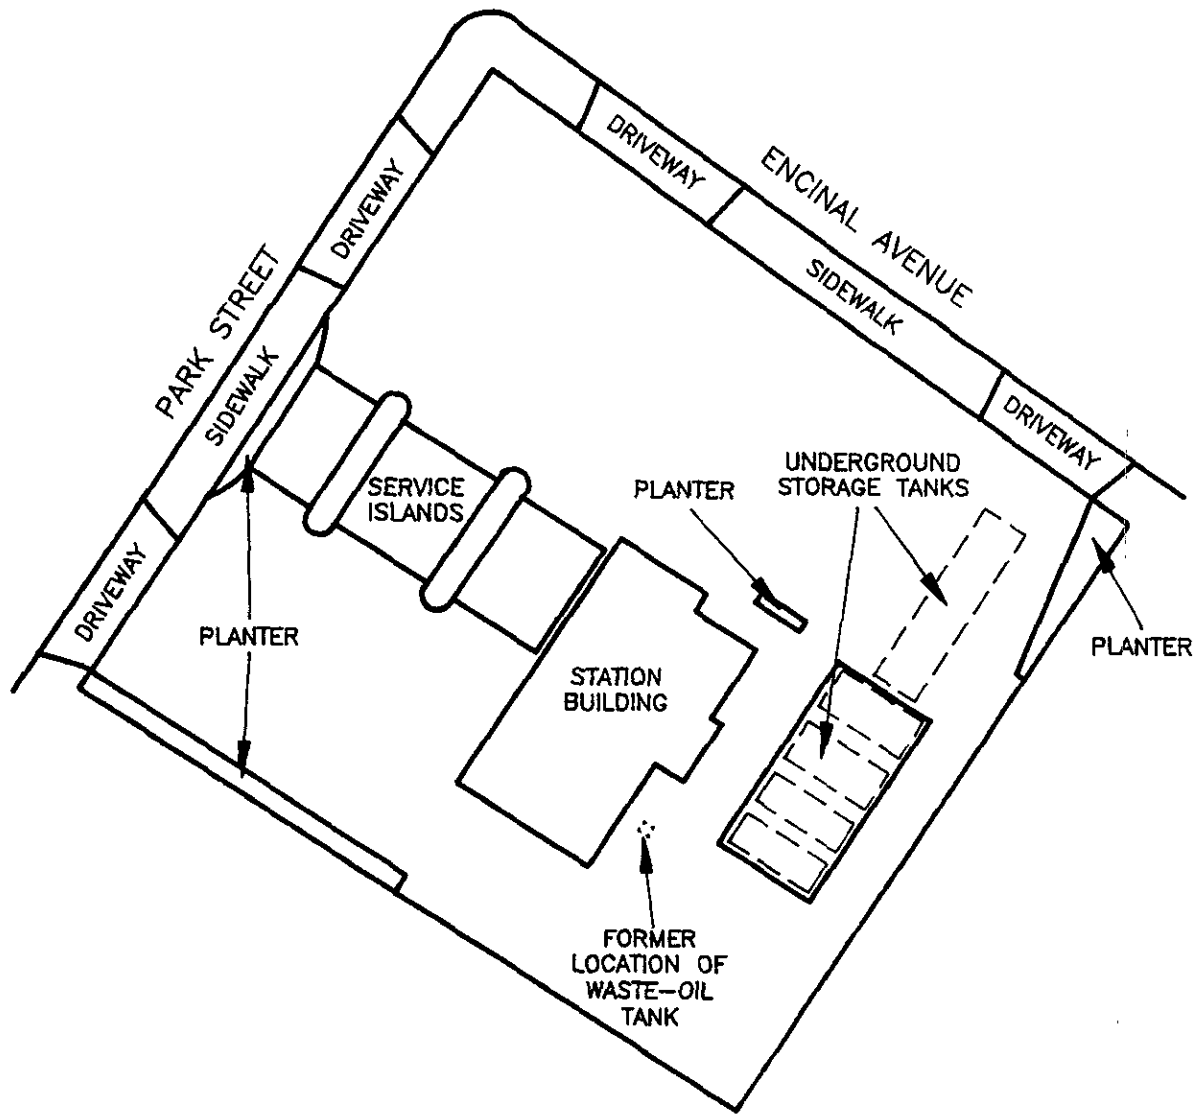 DRIVEWAY
ENCINAL AVENUE
DRIVEWAY
SIDEWALK
PARK STREET
SIDEWALK
DRIVEWAY
UNDERGROUND
STORAGE TANKS
PLANTER
SERVICE
ISLANDS
DRIVEWAY
PLANTER
PLANTER
STATION
BUILDING
FORMER
LOCATION OF
WASTE-OIL
TANK